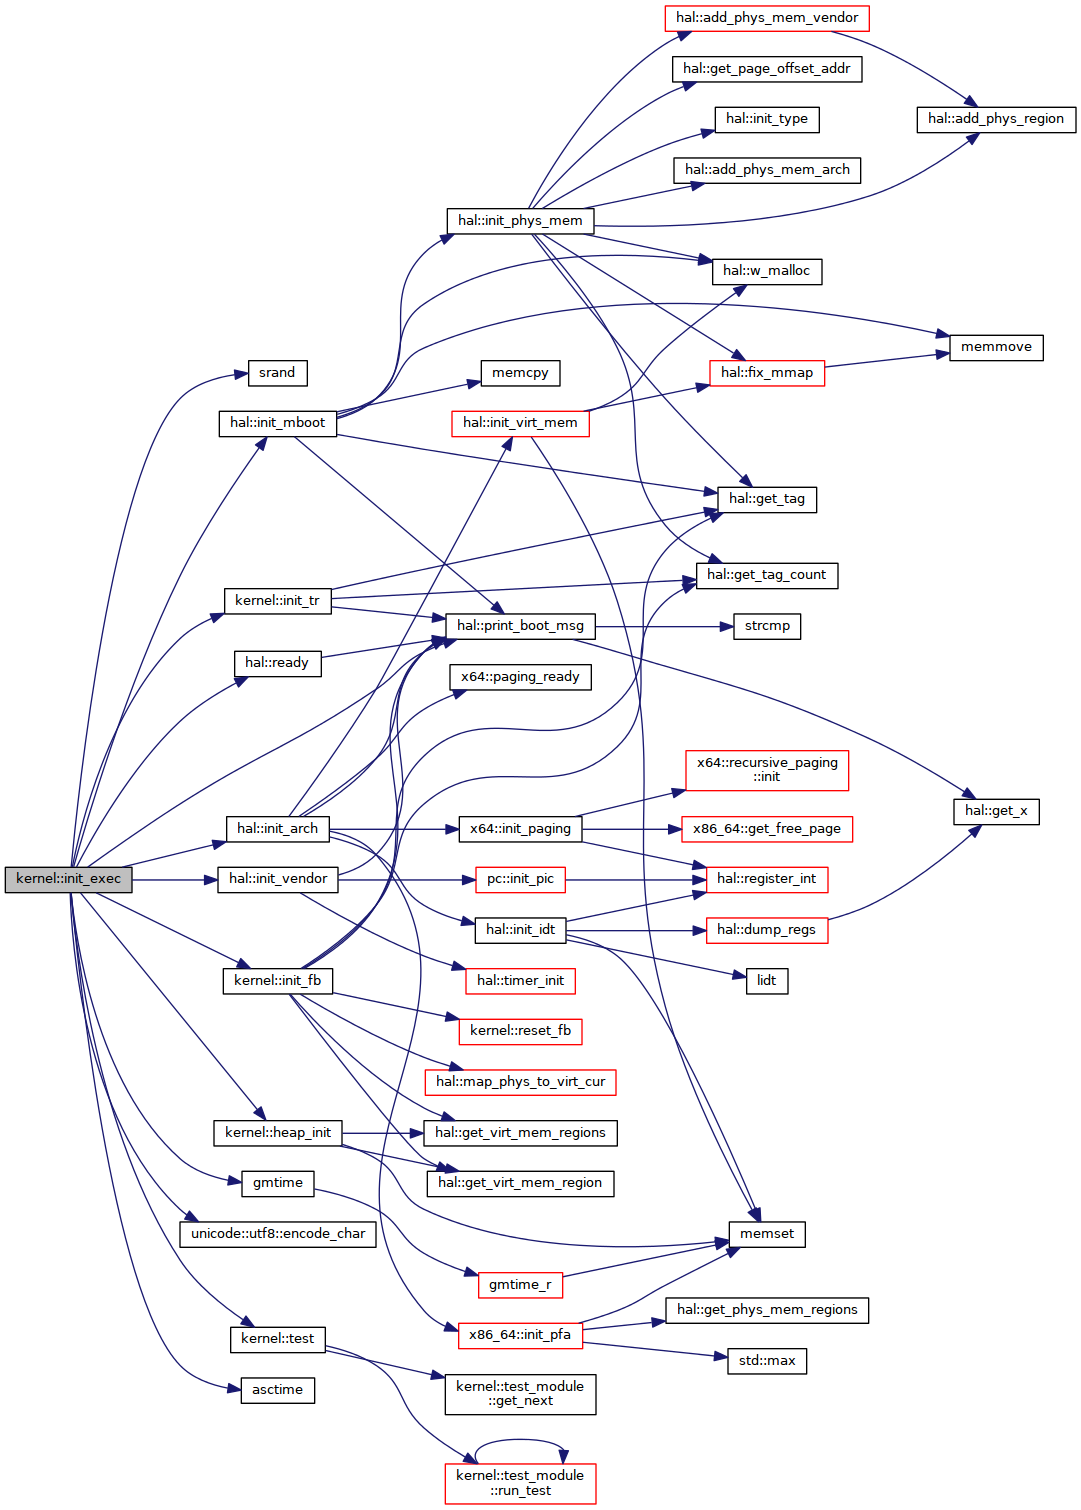 hal::add_phys_mem_vendor
hal::get_page_offset_addr
hal::init_type
hal::add_phys_region
hal::add_phys_mem_arch
hal::init_phys_mem
hal::w_malloc
memmove
srand
memcpy
hal::fix_mmap
hal::init_mboot
hal::init_virt_mem
hal::get_tag
hal::get_tag_count
kernel::init_tr
hal::print_boot_msg
strcmp
hal::ready
x64::paging_ready
x64::recursive_paging
::init
hal::get_x
hal::init_arch
x64::init_paging
x86_64::get_free_page
kernel::init_exec
hal::init_vendor
pc::init_pic
hal::register_int
hal::init_idt
hal::dump_regs
kernel::init_fb
hal::timer_init
lidt
kernel::reset_fb
hal::map_phys_to_virt_cur
kernel::heap_init
hal::get_virt_mem_regions
gmtime
hal::get_virt_mem_region
unicode::utf8::encode_char
memset
gmtime_r
hal::get_phys_mem_regions
kernel::test
x86_64::init_pfa
std::max
asctime
kernel::test_module
::get_next
kernel::test_module
::run_test